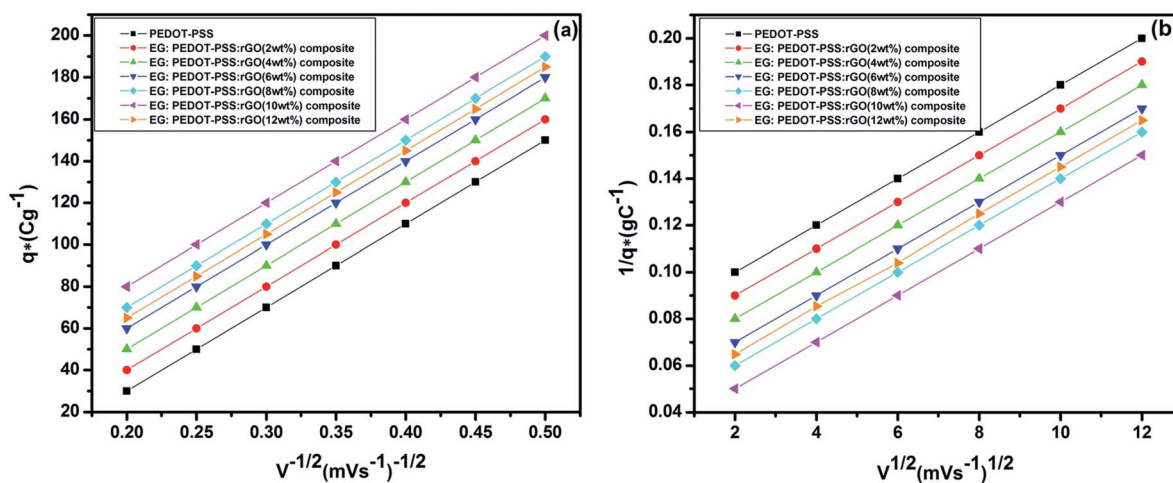 (a)
PEDOT-PSS
EG: PEDOT-PSS:rGO(2wt%) composite
EG: PEDOT-PSS:rGO(4wt%) composite
EG: PEDOT-PSS:rGO(6wt%) composite
EG: PEDOT-PSS:rGO(8wt%) composite
EG: PEDOT-PSS:rGO(10wt%) composite
EG: PEDOT-PSS:rGO(12wt%) composite
q*(Cg⁻¹)
200
180
160
140
120
100
80
60
40
20
0.20 0.25 0.30 0.35 0.40 0.45 0.50
V⁻¹/²(mVs⁻¹)⁻¹/²
(b)
PEDOT-PSS
EG: PEDOT-PSS:rGO(2wt%) composite
EG: PEDOT-PSS:rGO(4wt%) composite
EG: PEDOT-PSS:rGO(6wt%) composite
EG: PEDOT-PSS:rGO(8wt%) composite
EG: PEDOT-PSS:rGO(10wt%) composite
EG: PEDOT-PSS:rGO(12wt%) composite
1/q*(gC⁻¹)
0.20
0.18
0.16
0.14
0.12
0.10
0.08
0.06
0.04
2 4 6 8 10 12
V¹/²(mVs⁻¹)¹/²